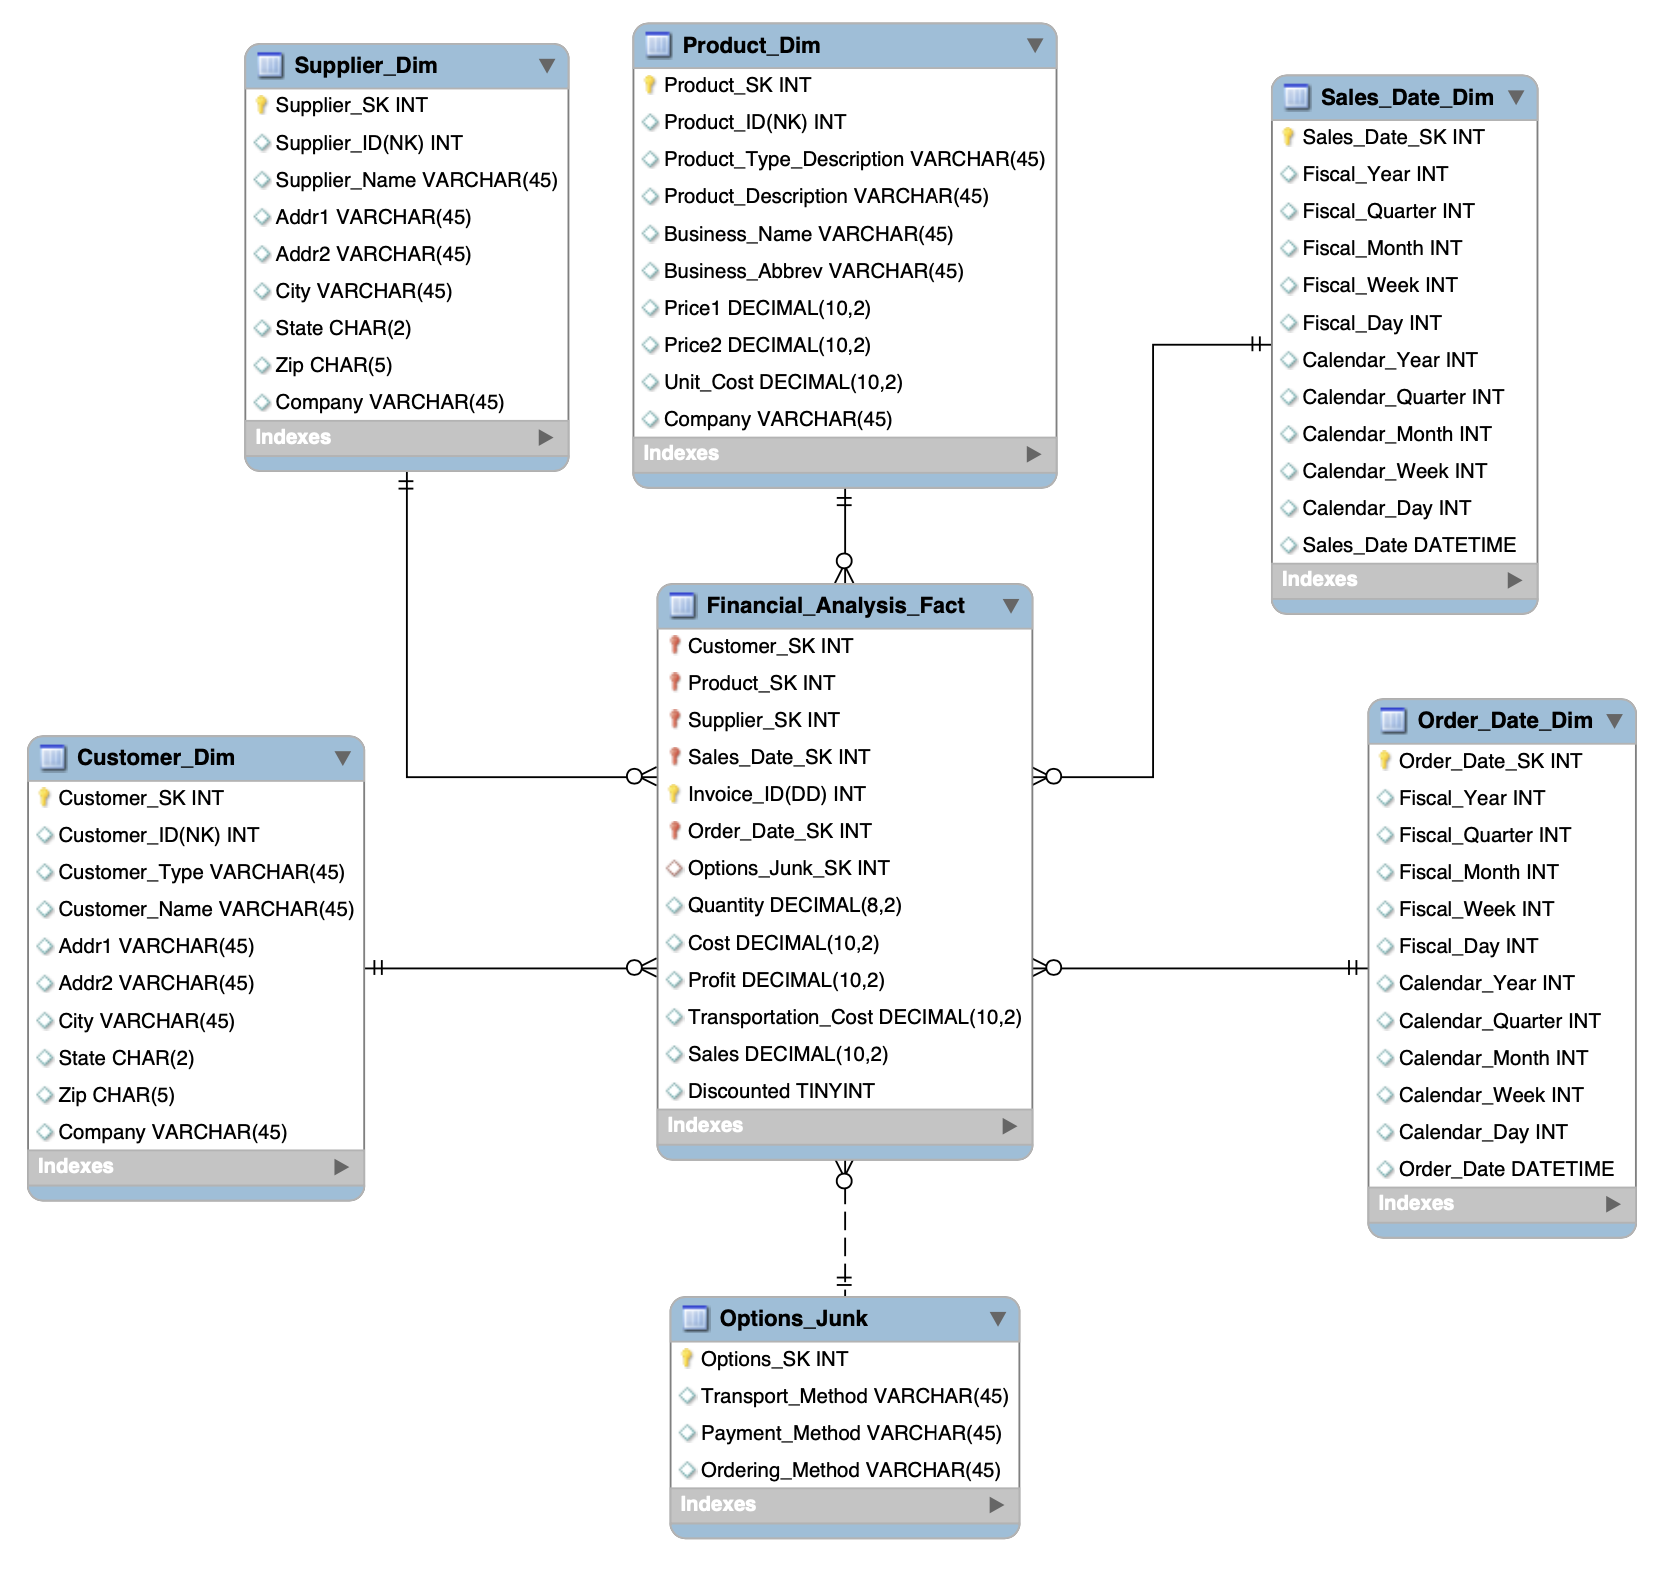 Supplier_Dim
Supplier_SK INT
Supplier_ID(NK) INT
Supplier_Name VARCHAR(45)
Addr1 VARCHAR(45)
Addr2 VARCHAR(45)
City VARCHAR(45)
State CHAR(2)
Zip CHAR(5)
Company VARCHAR(45)
Indexes
Product_Dim
Product_SK INT
Product_ID(NK) INT
Product_Type_Description VARCHAR(45)
Product_Description VARCHAR(45)
Business_Name VARCHAR(45)
Business_Abbrev VARCHAR(45)
Price1 DECIMAL(10,2)
Price2 DECIMAL(10,2)
Unit_Cost DECIMAL(10,2)
Company VARCHAR(45)
Indexes
Sales_Date_Dim
Sales_Date_SK INT
Fiscal_Year INT
Fiscal_Quarter INT
Fiscal_Month INT
Fiscal_Week INT
Fiscal_Day INT
Calendar_Year INT
Calendar_Quarter INT
Calendar_Month INT
Calendar_Week INT
Calendar_Day INT
Sales_Date DATETIME
Indexes
Customer_Dim
Customer_SK INT
Customer_ID(NK) INT
Customer_Type VARCHAR(45)
Customer_Name VARCHAR(45)
Addr1 VARCHAR(45)
Addr2 VARCHAR(45)
City VARCHAR(45)
State CHAR(2)
Zip CHAR(5)
Company VARCHAR(45)
Indexes
Financial_Analysis_Fact
Customer_SK INT
Product_SK INT
Supplier_SK INT
Sales_Date_SK INT
Invoice_ID(DD) INT
Order_Date_SK INT
Options_Junk_SK INT
Quantity DECIMAL(8,2)
Cost DECIMAL(10,2)
Profit DECIMAL(10,2)
Transportation_Cost DECIMAL(10,2)
Sales DECIMAL(10,2)
Discounted TINYINT
Indexes
Order_Date_Dim
Order_Date_SK INT
Fiscal_Year INT
Fiscal_Quarter INT
Fiscal_Month INT
Fiscal_Week INT
Fiscal_Day INT
Calendar_Year INT
Calendar_Quarter INT
Calendar_Month INT
Calendar_Week INT
Calendar_Day INT
Order_Date DATETIME
Indexes
Options_Junk
Options_SK INT
Transport_Method VARCHAR(45)
Payment_Method VARCHAR(45)
Ordering_Method VARCHAR(45)
Indexes